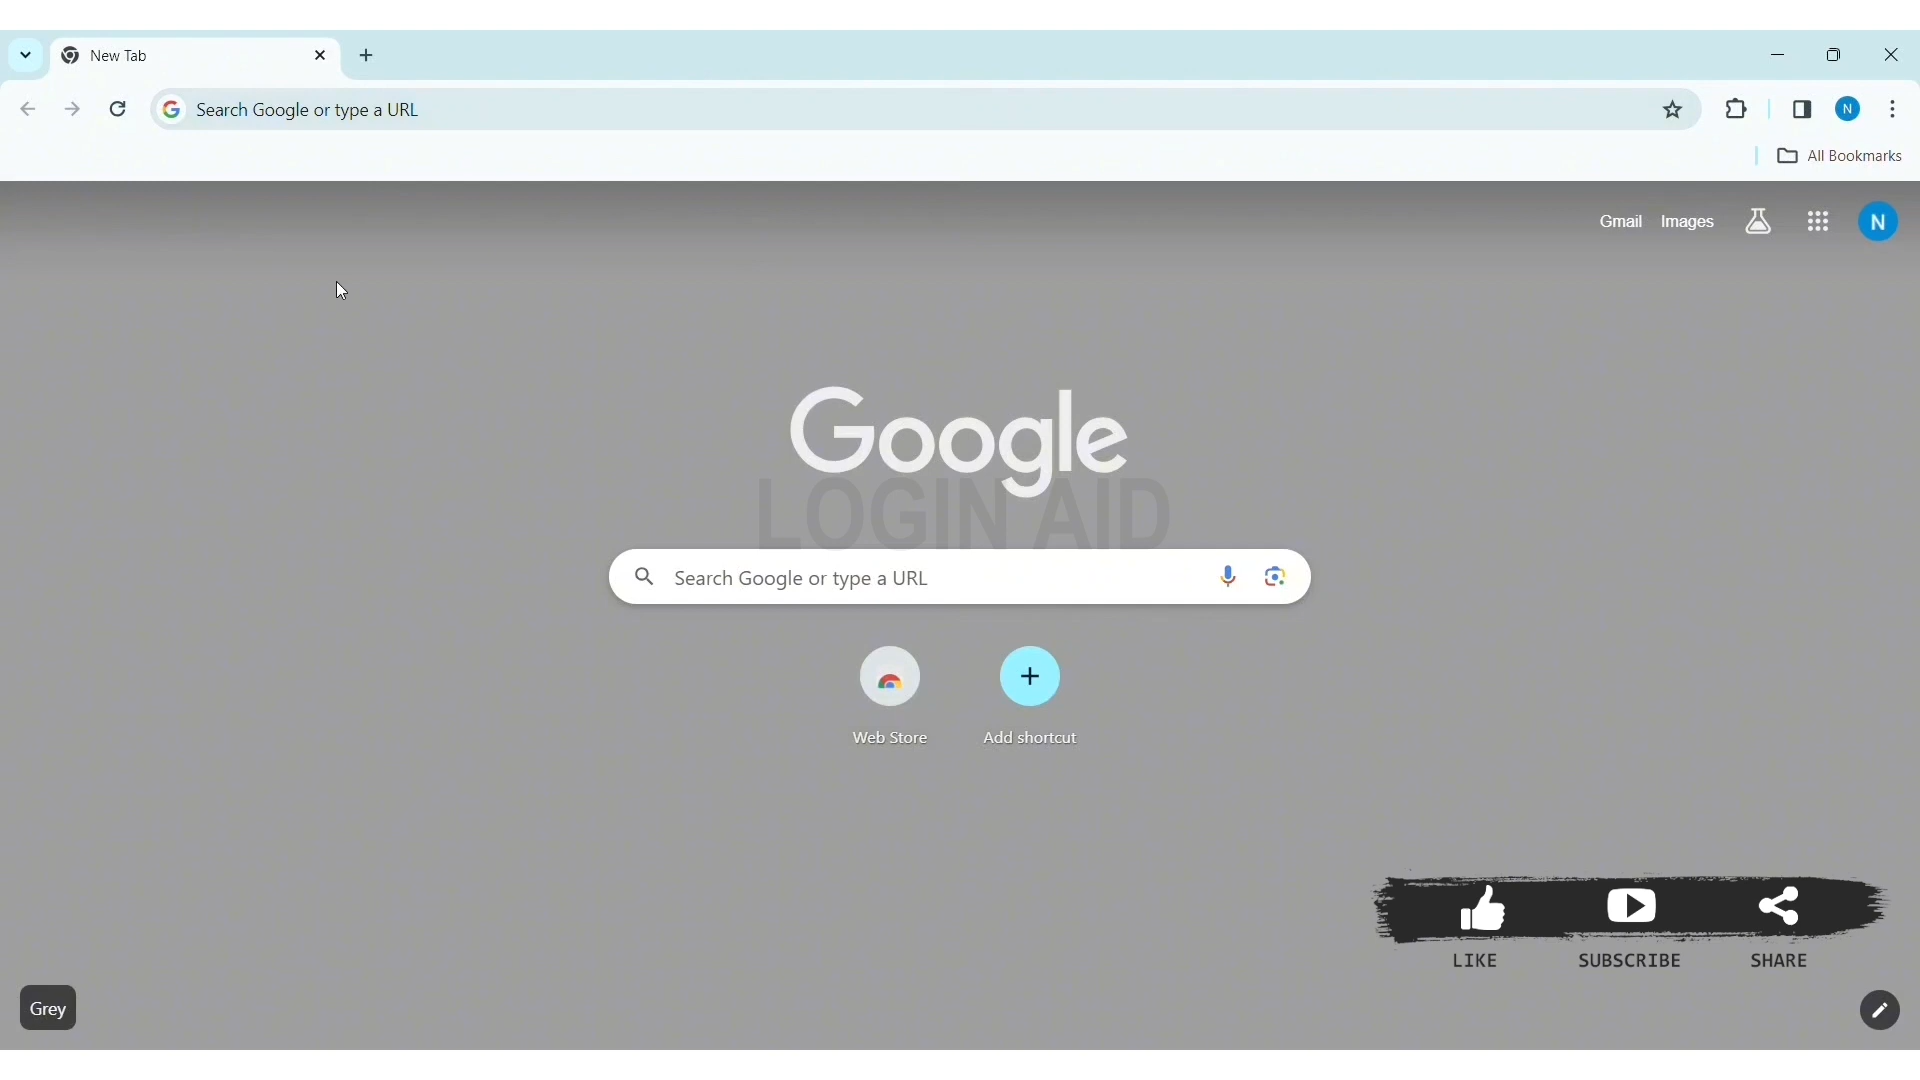 New Tab
Search Google or type a URL
N
All Bookmarks
Gmail Images
N
Google
LOGIN AID
Search Google or type a URL
Web Store
Add shortcut
LIKE SUBSCRIBE SHARE
Grey